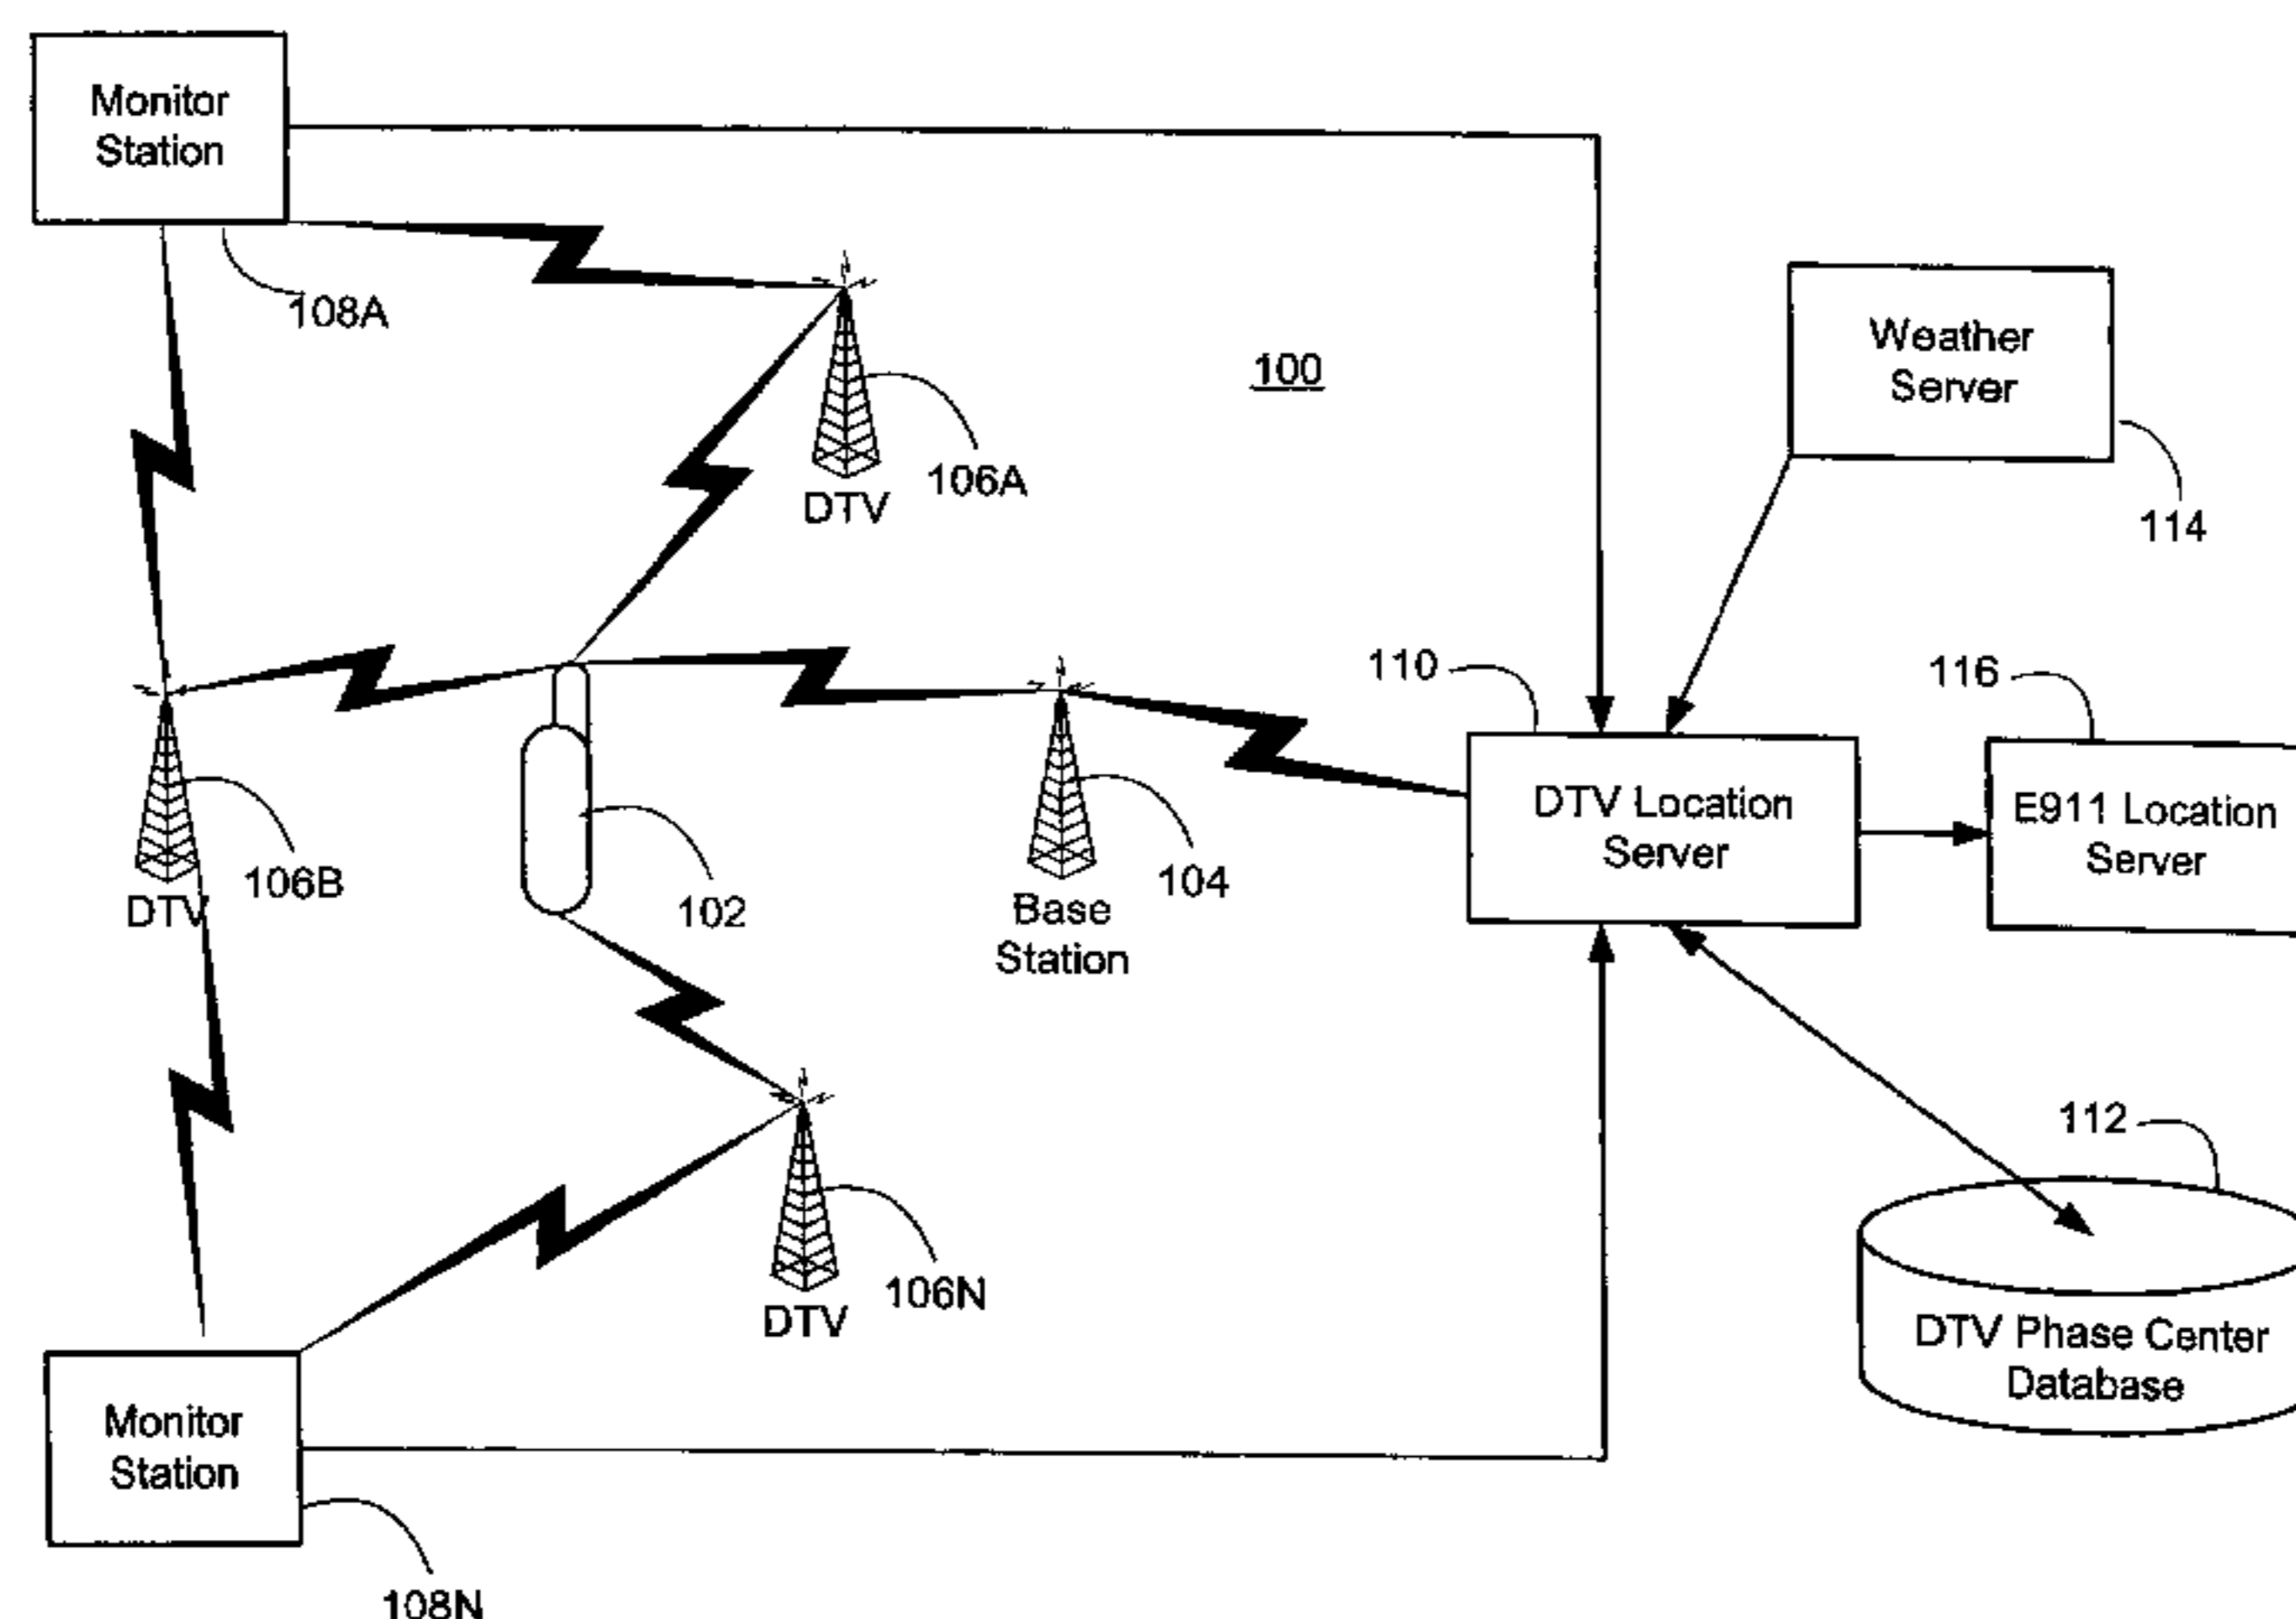 Monitor
Station
108A
100
106A
DTV
Weather
Server
114
110
116
106B
DTV
102
104
Base
Station
DTV Location
Server
E911 Location
Server
112
106N
DTV
DTV Phase Center
Database
Monitor
Station
108N